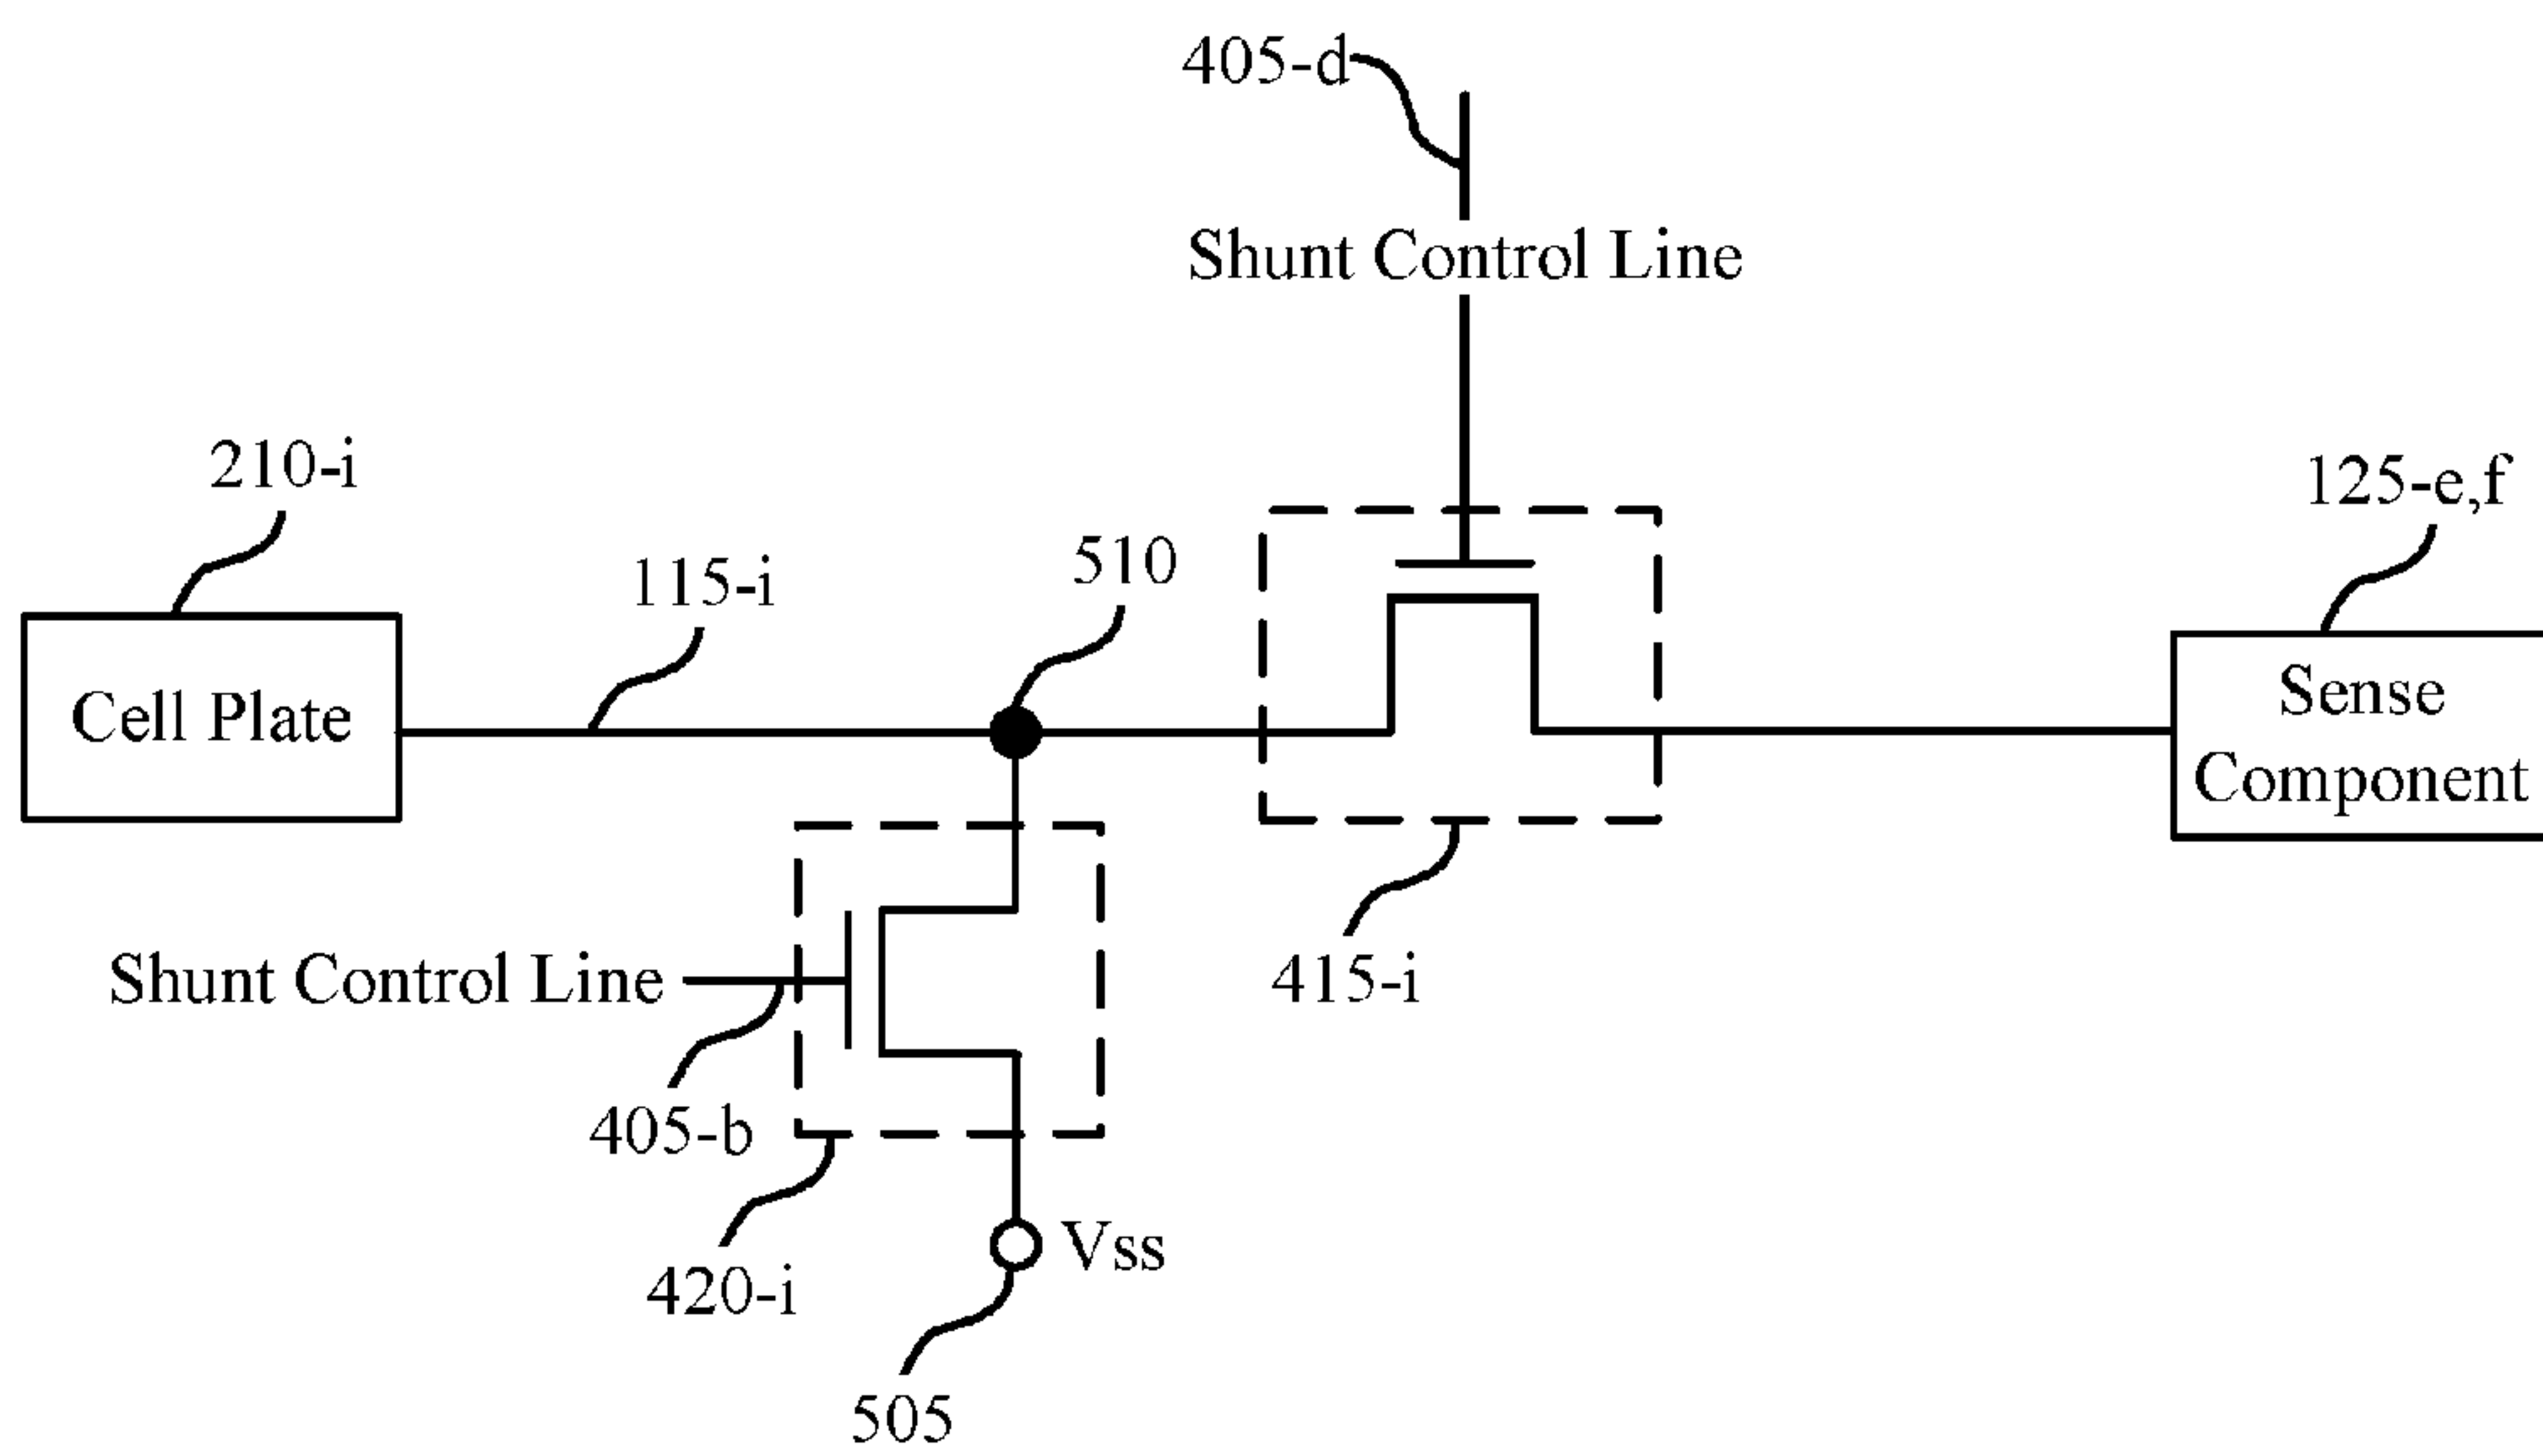 405-d
Shunt Control Line
210-i
125-e,f
510
115-i
Cell Plate
Sense
Component
Shunt Control Line
415-i
405-b
Vss
420-i
505